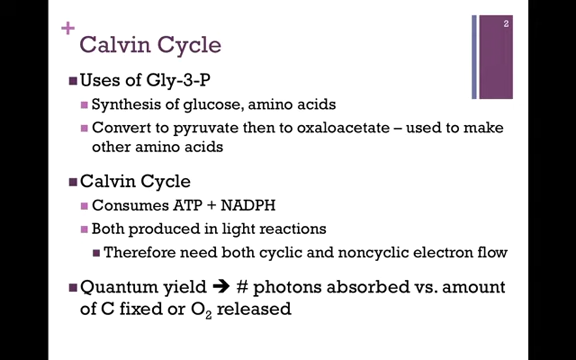 2
+
Calvin Cycle
■ Uses of Gly-3-P
■ Synthesis of glucose, amino acids
■ Convert to pyruvate then to oxaloacetate – used to make
other amino acids
■ Calvin Cycle
■ Consumes ATP + NADPH
■ Both produced in light reactions
■ Therefore need both cyclic and noncyclic electron flow
■ Quantum yield ➔ # photons absorbed vs. amount
of C fixed or O₂ released